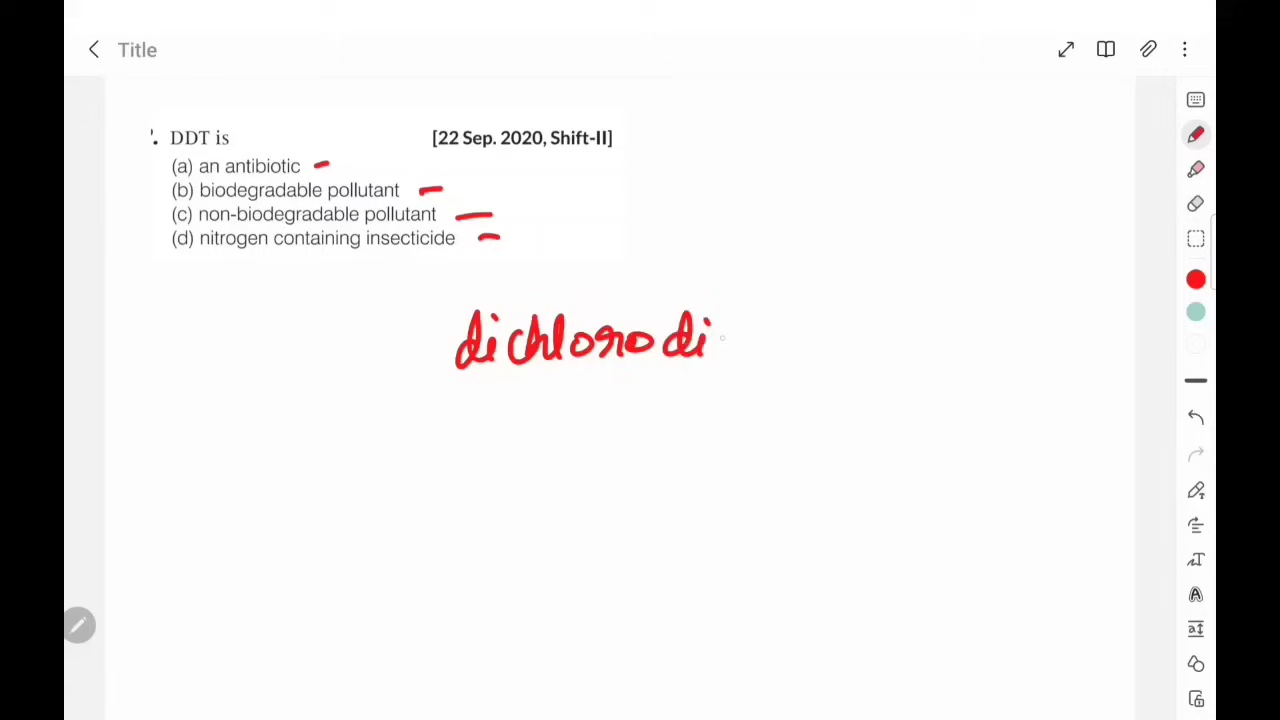 Title
. DDT is [22 Sep. 2020, Shift-II]
(a) an antibiotic
(b) biodegradable pollutant
(c) non-biodegradable pollutant
(d) nitrogen containing insecticide
dichlorodi